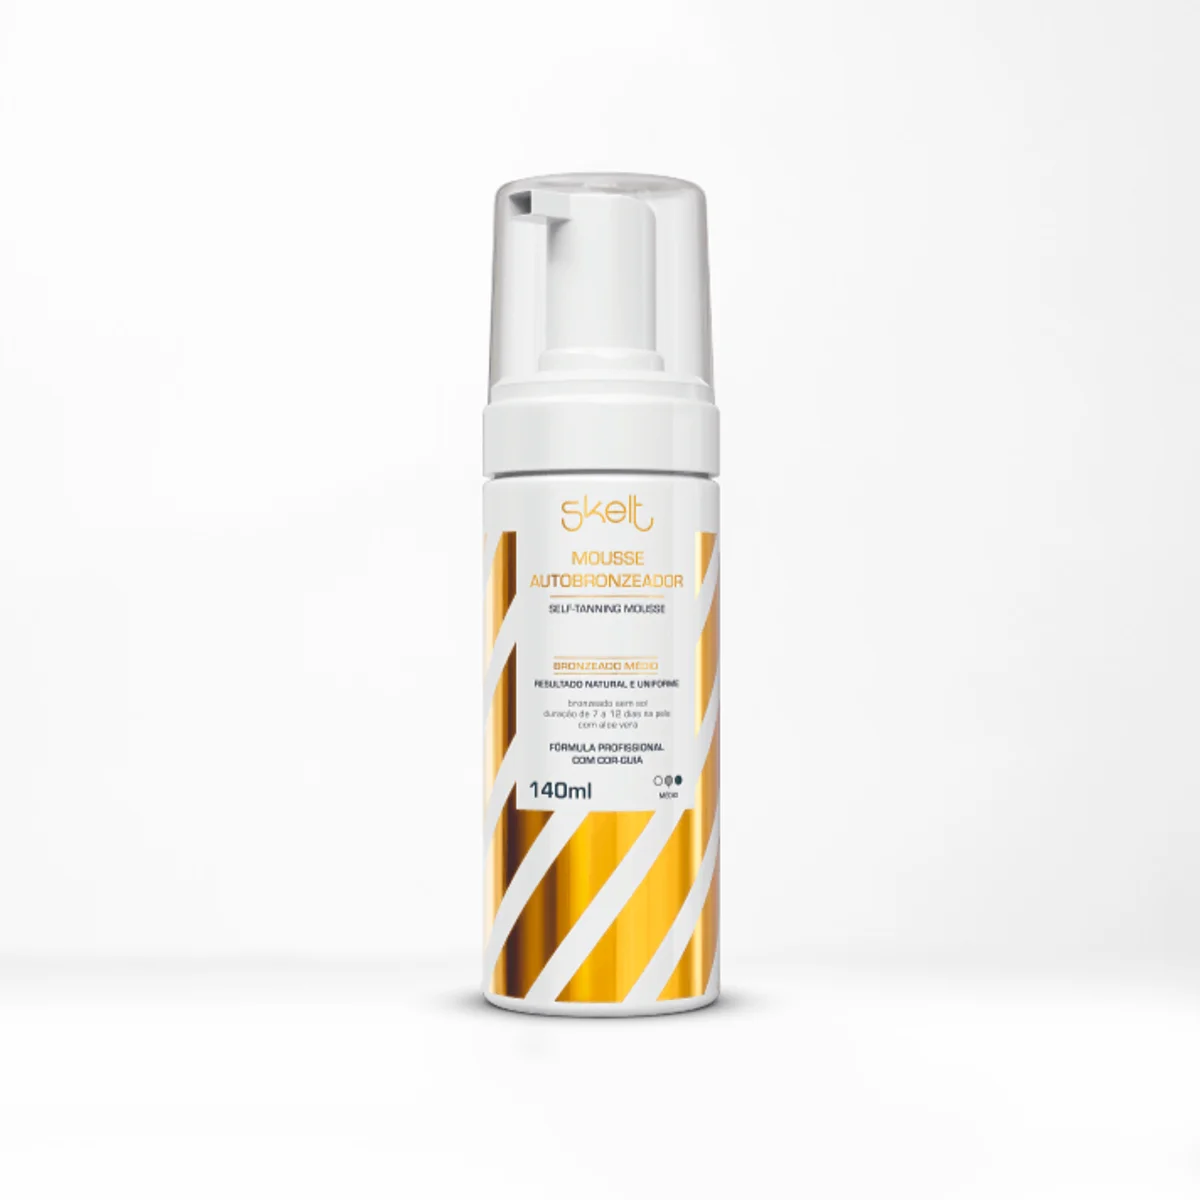 skelt
MOUSSE
AUTOBRONZEADOR
SELF-TANNING MOUSSE
BRONZEADO MÉDIO
RESULTADO NATURAL E UNIFORME
bronzeado sem sol
duração de 7 a 12 dias na pele
com aloe vera
FÓRMULA PROFISSIONAL
COM COR-GUIA
140ml
MÉDIO